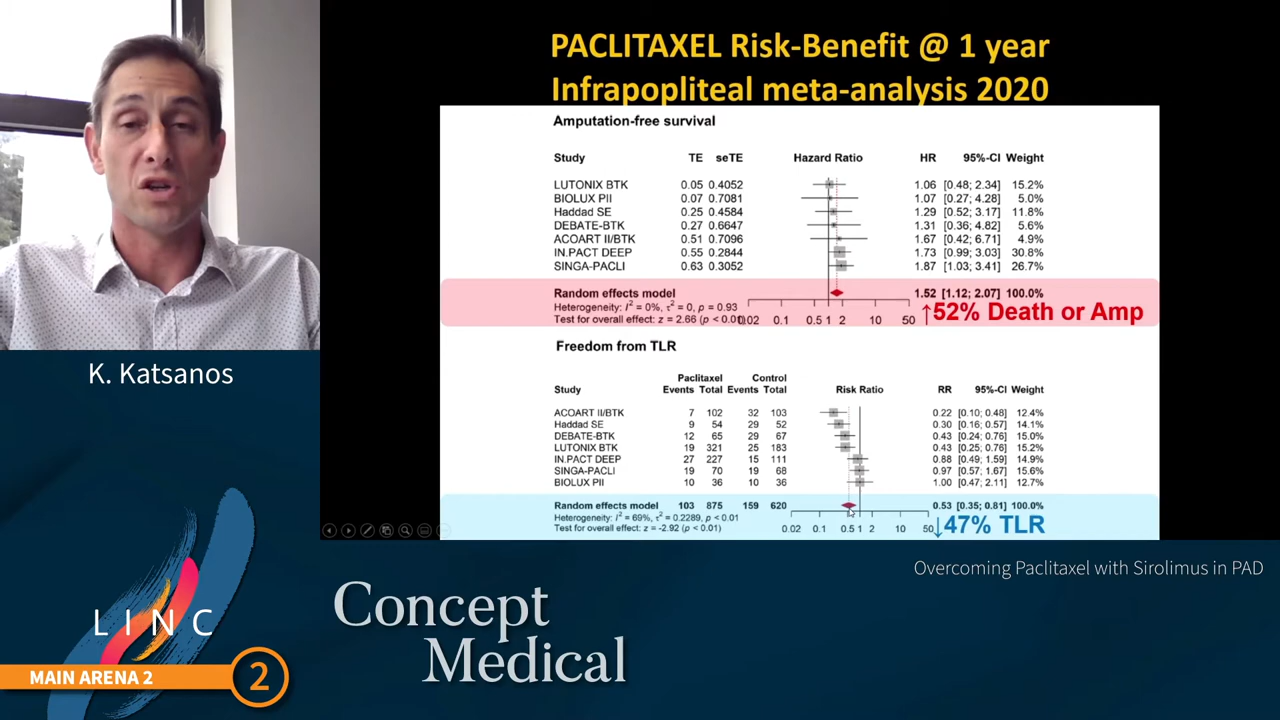 PACLITAXEL Risk-Benefit @ 1 year
Infrapopliteal meta-analysis 2020
Amputation-free survival
Study TE seTE Hazard Ratio HR 95%-CI Weight
LUTONIX BTK 0.05 0.4052 1.06 [0.48; 2.34] 15.2%
BIOLUX PII 0.07 0.7081 1.07 [0.27; 4.28] 5.0%
Haddad SE 0.25 0.4584 1.29 [0.52; 3.17] 11.8%
DEBATE-BTK 0.27 0.6647 1.31 [0.36; 4.82] 5.6%
ACOART II/BTK 0.51 0.7096 1.67 [0.42; 6.71] 4.9%
IN.PACT DEEP 0.55 0.2844 1.73 [0.99; 3.03] 30.8%
SINGA-PACLI 0.63 0.3052 1.87 [1.03; 3.41] 26.7%
Random effects model 1.52 [1.12; 2.07] 100.0%
Heterogeneity: I² = 0%, τ² = 0, p = 0.93
Test for overall effect: z = 2.66 (p < 0.01)
0.02 0.1 0.5 1 2 10 50
↑52% Death or Amp
Freedom from TLR
Paclitaxel Control
Study Events Total Events Total Risk Ratio RR 95%-CI Weight
ACOART II/BTK 7 102 32 103 0.22 [0.10; 0.48] 12.4%
Haddad SE 9 54 29 52 0.30 [0.16; 0.57] 14.1%
DEBATE-BTK 12 65 29 67 0.43 [0.24; 0.76] 15.0%
LUTONIX BTK 19 321 25 183 0.43 [0.25; 0.76] 15.2%
IN.PACT DEEP 27 227 15 111 0.88 [0.49; 1.59] 14.3%
SINGA-PACLI 19 70 19 68 0.97 [0.57; 1.67] 15.6%
BIOLUX PII 10 36 10 36 1.00 [0.47; 2.11] 12.7%
Random effects model 103 875 159 620 0.53 [0.35; 0.81] 100.0%
Heterogeneity: I² = 69%, τ² = 0.2289, p < 0.01
Test for overall effect: z = -2.92 (p < 0.01)
0.02 0.1 0.5 1 2 10 50
↓47% TLR
K. Katsanos
Overcoming Paclitaxel with Sirolimus in PAD
LINC
Concept
Medical
MAIN ARENA 2
2